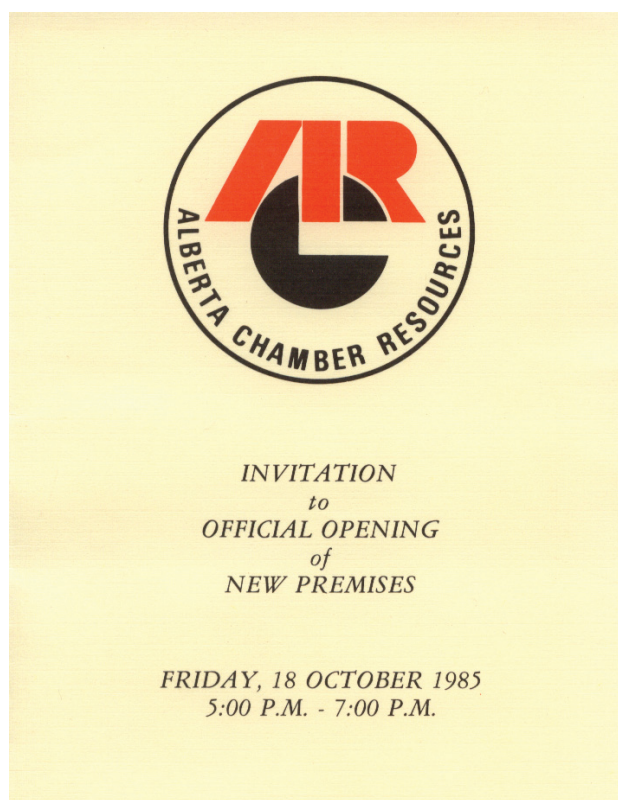 AR
ALBERTA CHAMBER RESOURCES
INVITATION
to
OFFICIAL OPENING
of
NEW PREMISES
FRIDAY, 18 OCTOBER 1985
5:00 P.M. - 7:00 P.M.